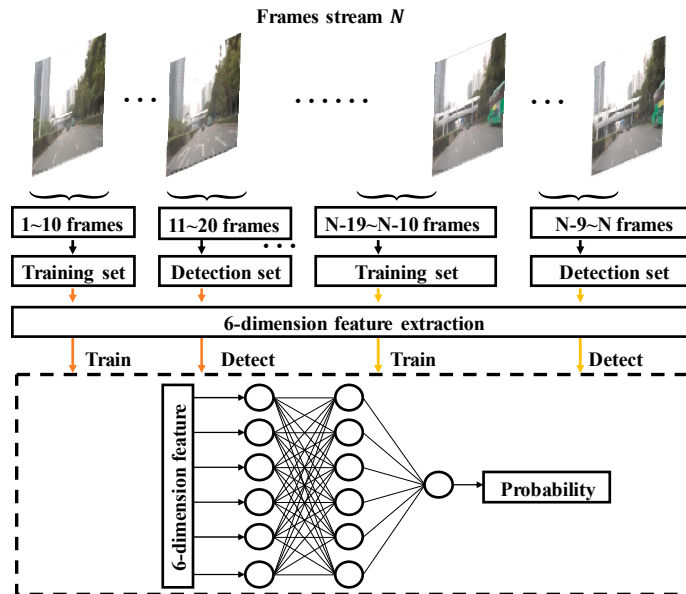 Frames stream N
1~10 frames
11~20 frames
N-19~N-10 frames
N-9~N frames
Training set
Detection set
Training set
Detection set
6-dimension feature extraction
Train
Detect
Train
Detect
6-dimension feature
Probability